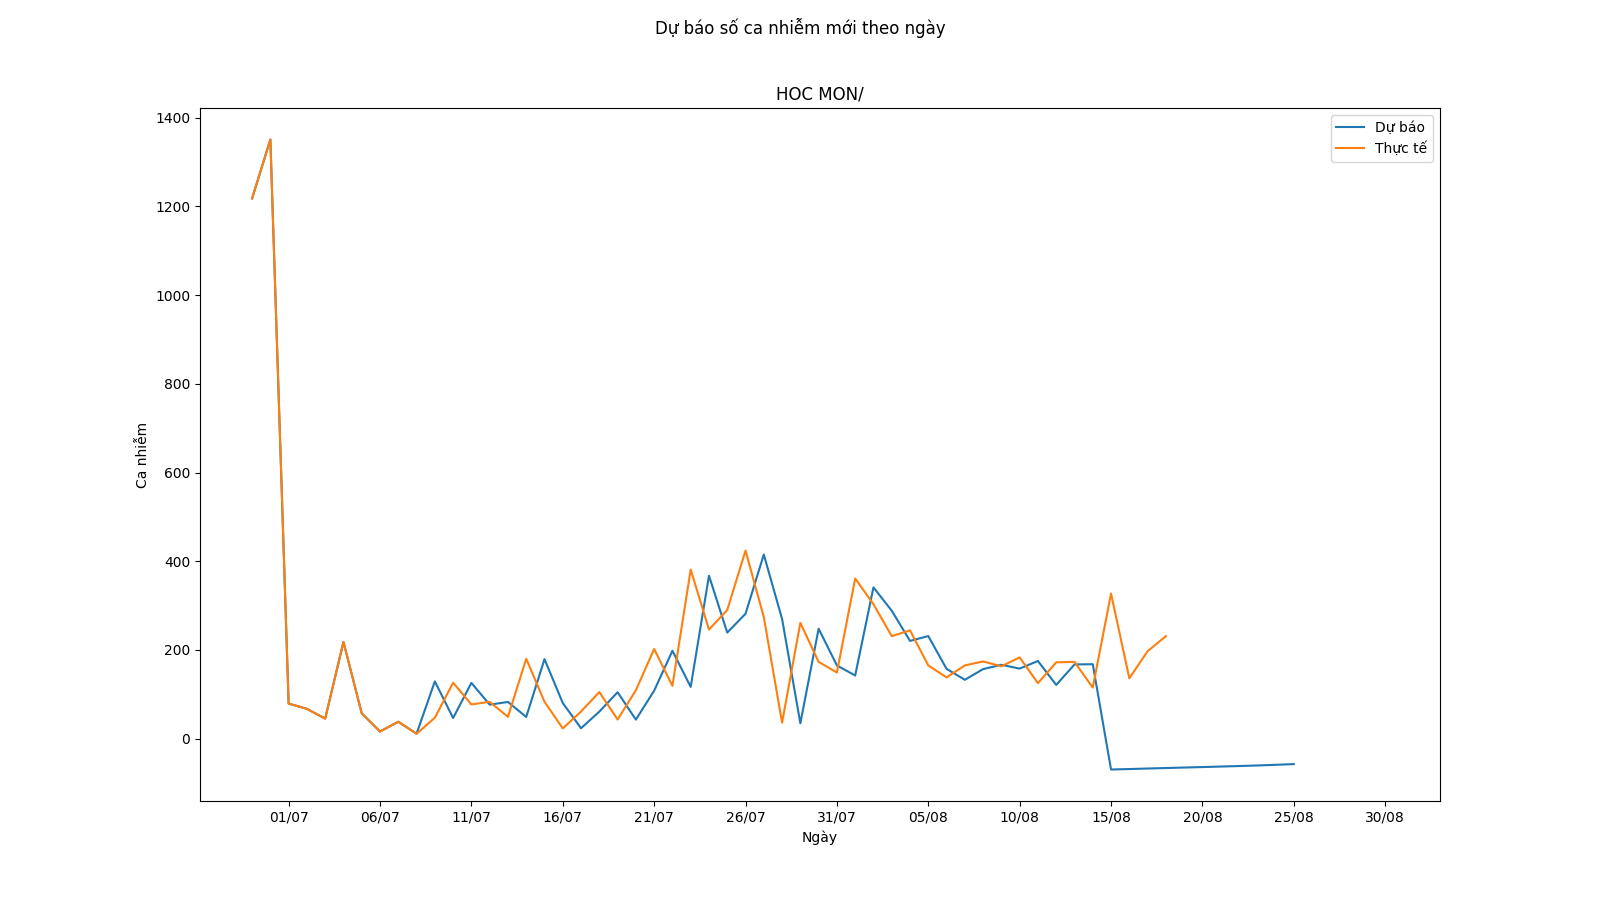 Dự báo số ca nhiễm mới theo ngày
HOC MON/
Dự báo
Thực tế
1400
1200
1000
800
600
400
200
0
Ca nhiễm
01/07 06/07 11/07 16/07 21/07 26/07 31/07 05/08 10/08 15/08 20/08 25/08 30/08
Ngày